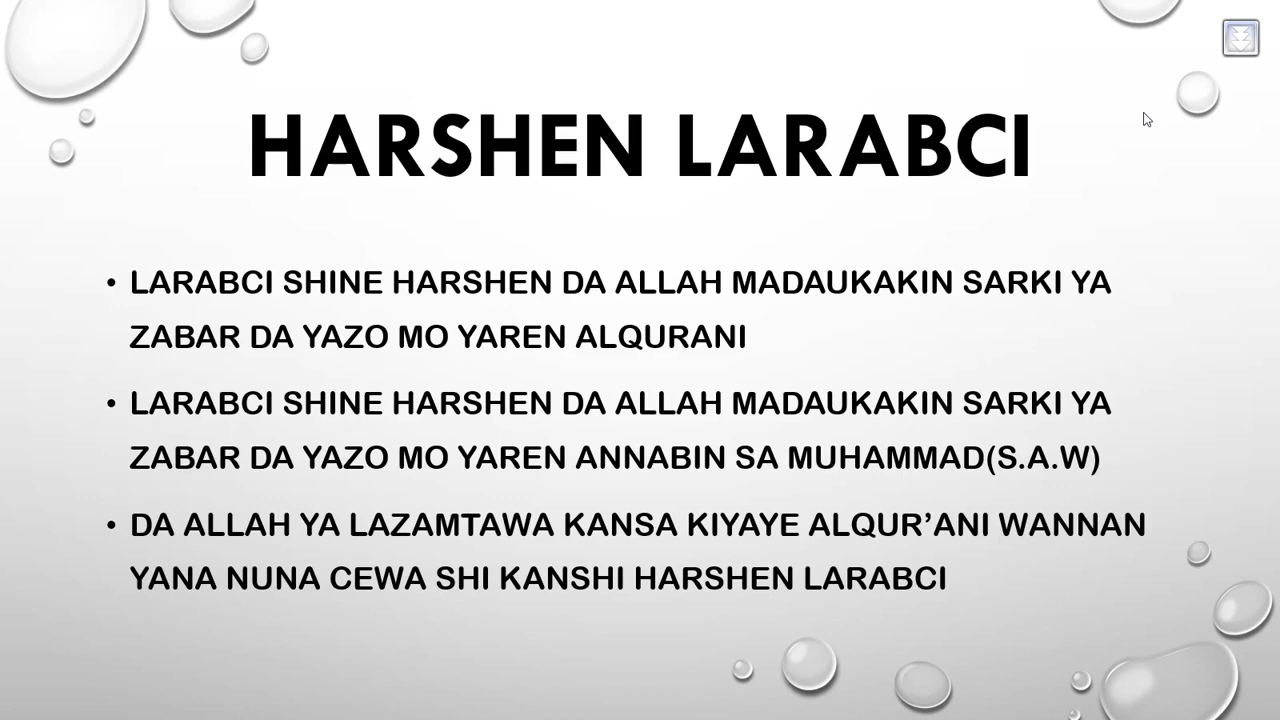 HARSHEN LARABCI
• LARABCI SHINE HARSHEN DA ALLAH MADAUKAKIN SARKI YA
ZABAR DA YAZO MO YAREN ALQURANI
• LARABCI SHINE HARSHEN DA ALLAH MADAUKAKIN SARKI YA
ZABAR DA YAZO MO YAREN ANNABIN SA MUHAMMAD(S.A.W)
• DA ALLAH YA LAZAMTAWA KANSA KIYAYE ALQUR’ANI WANNAN
YANA NUNA CEWA SHI KANSHI HARSHEN LARABCI